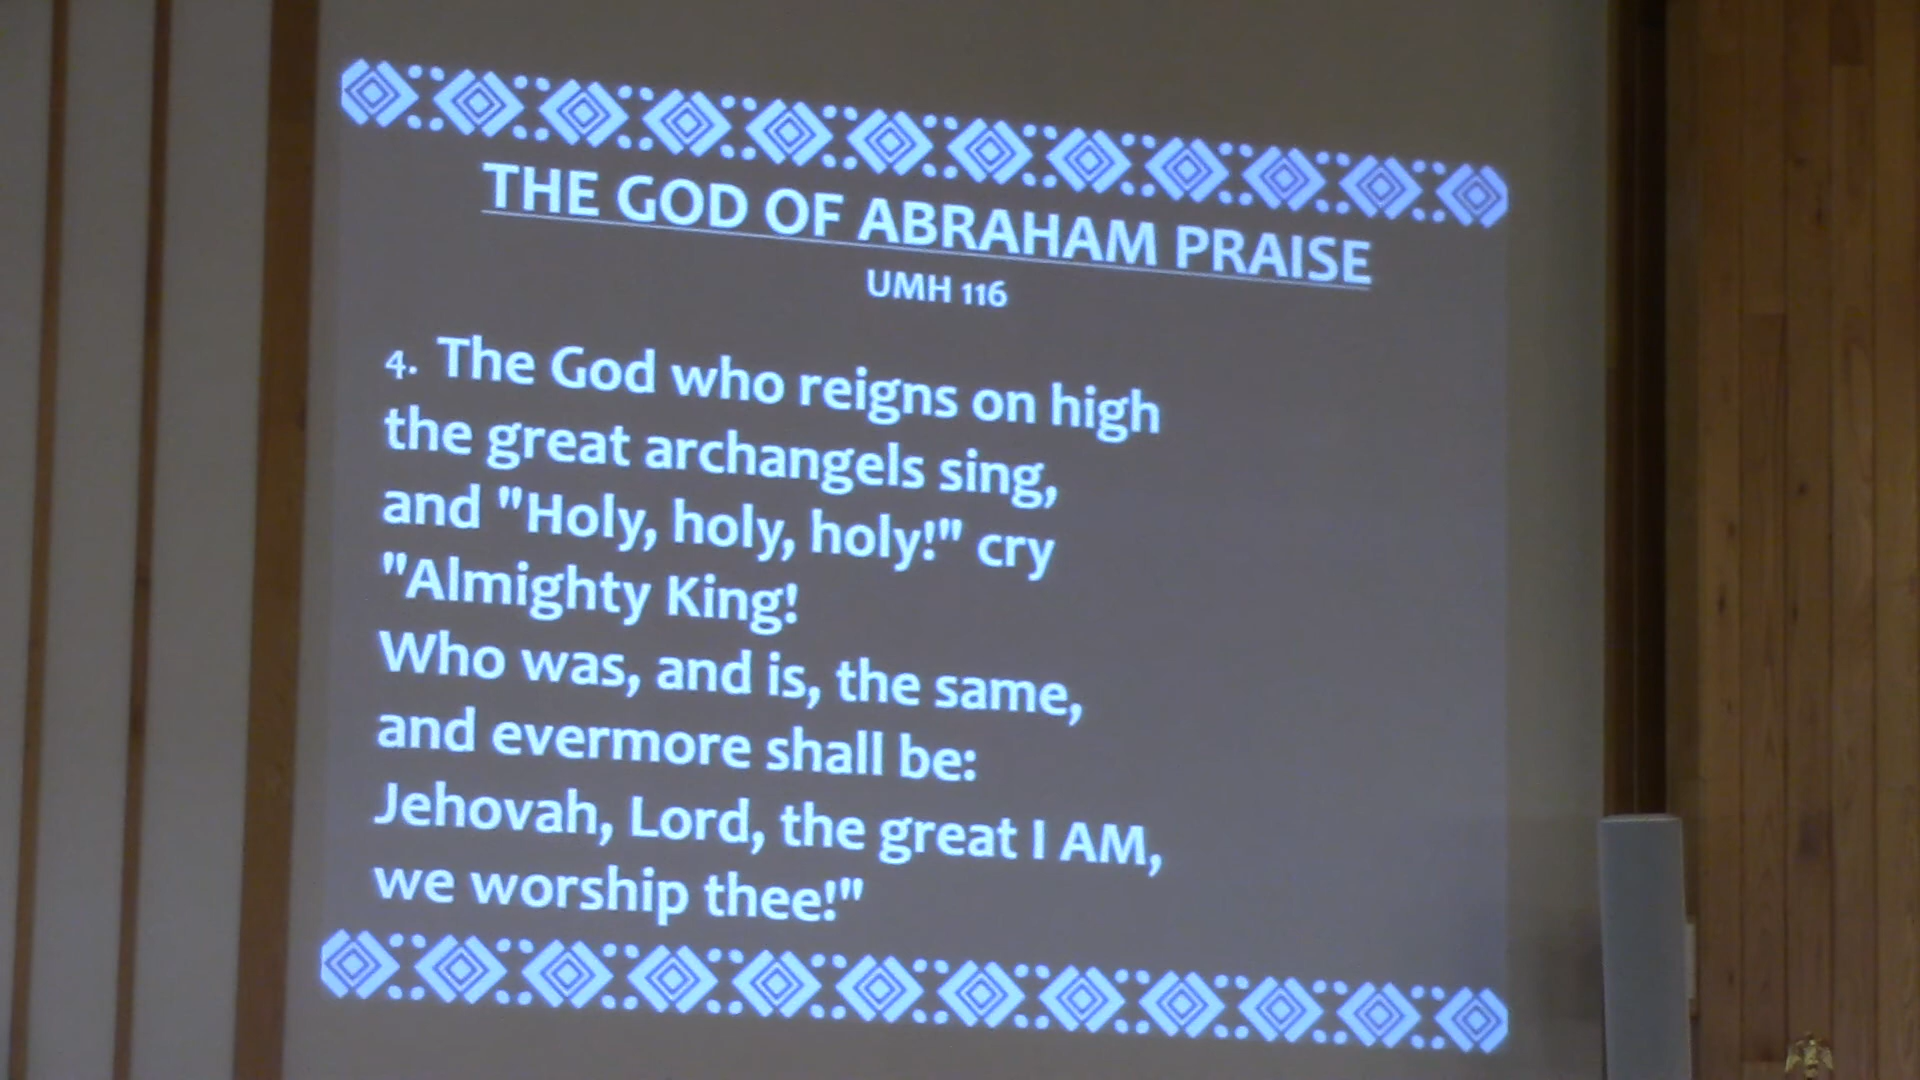 THE GOD OF ABRAHAM PRAISE
UMH 116
4. The God who reigns on high
the great archangels sing,
and "Holy, holy, holy!" cry
"Almighty King!
Who was, and is, the same,
and evermore shall be:
Jehovah, Lord, the great I AM,
we worship thee!"